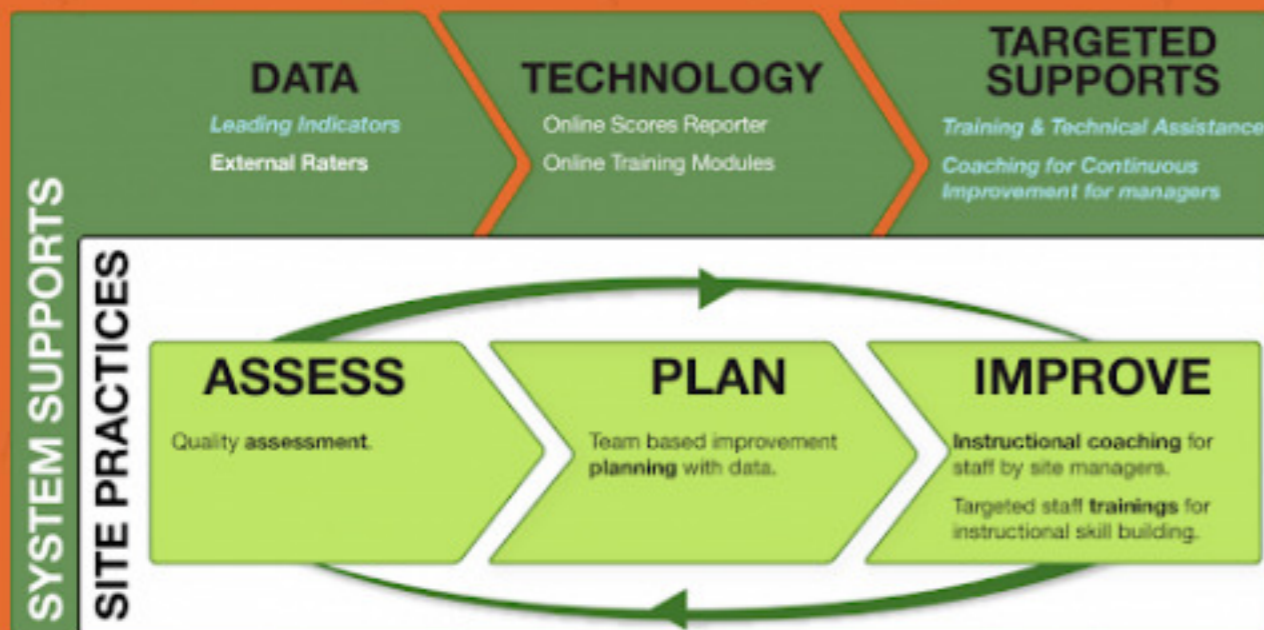 DATA
Leading Indicators
External Raters
TECHNOLOGY
Online Scores Reporter
Online Training Modules
TARGETED
SUPPORTS
Training & Technical Assistance
Coaching for Continuous
Improvement for managers
SYSTEM SUPPORTS
SITE PRACTICES
ASSESS
Quality assessment.
PLAN
Team based improvement
planning with data.
IMPROVE
Instructional coaching for
staff by site managers.
Targeted staff trainings for
instructional skill building.